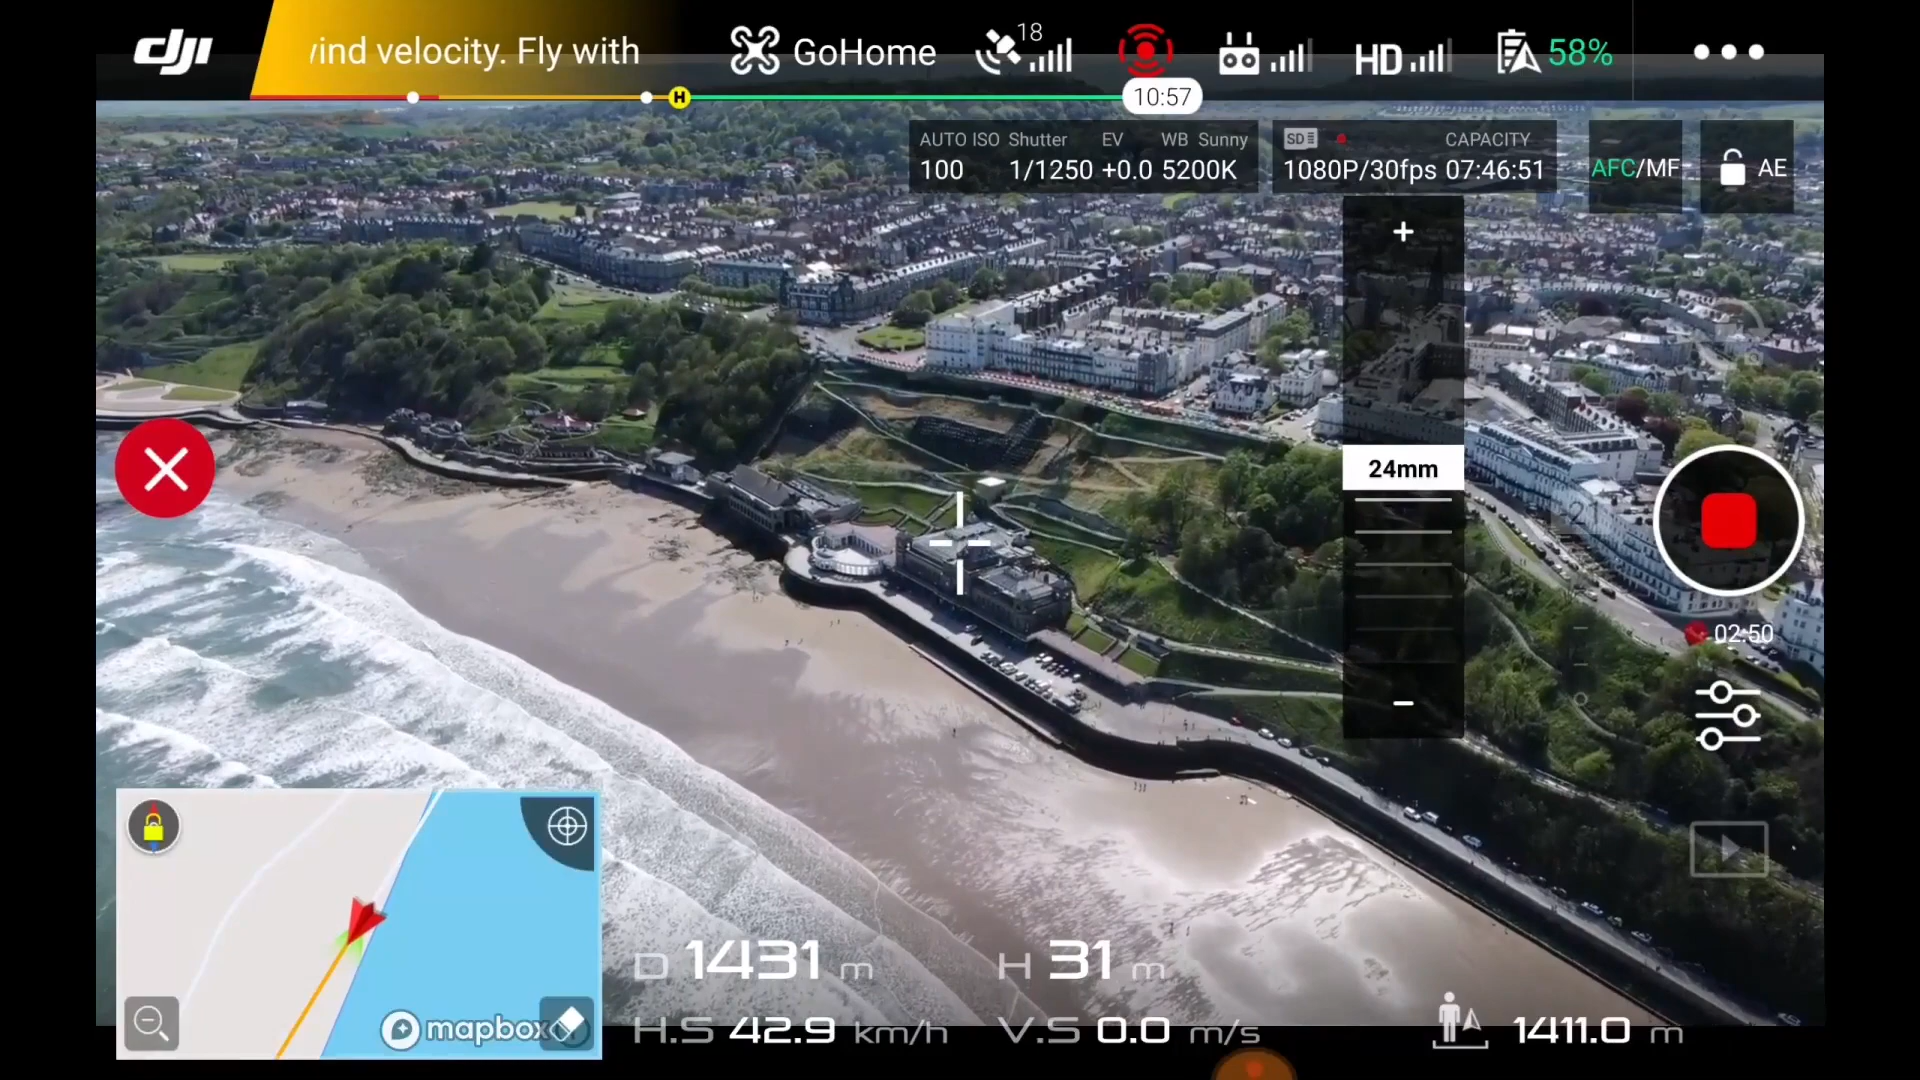 dji
ind velocity. Fly with
GoHome
18
HD
58%
H
10:57
AUTO ISO Shutter EV WB Sunny
100 1/1250 +0.0 5200K
SD CAPACITY
1080P/30fps 07:46:51
AFC/MF
AE
+
24mm
-
02:50
D 1431 m
H 31 m
mapbox
H.S 42.9 km/h
V.S 0.0 m/s
1411.0 m